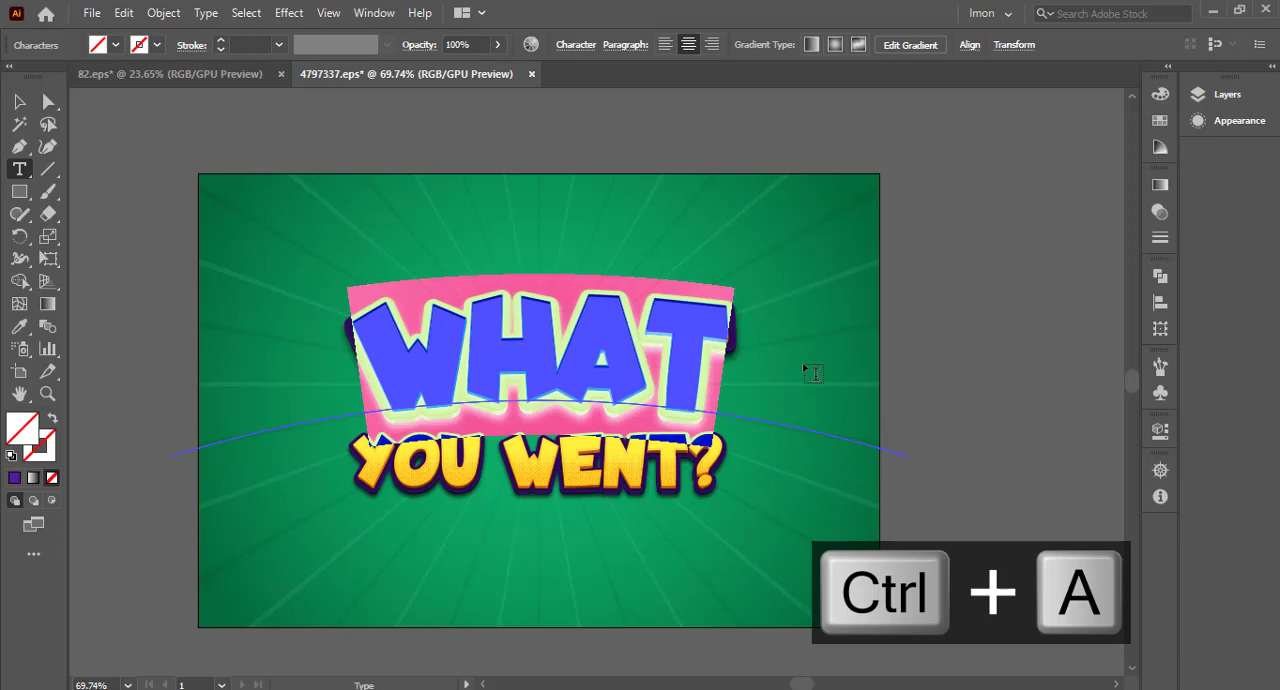 Ai File Edit Object Type Select Effect View Window Help Imon Search Adobe Stock
Characters Stroke: Opacity: 100% Character Paragraph: Gradient Type: Edit Gradient Align Transform
82.eps* @ 23.65% (RGB/GPU Preview) × 4797337.eps* @ 69.74% (RGB/GPU Preview) ×
Layers
Appearance
WHAT
YOU WENT?
Ctrl + A
69.74% 1 Type